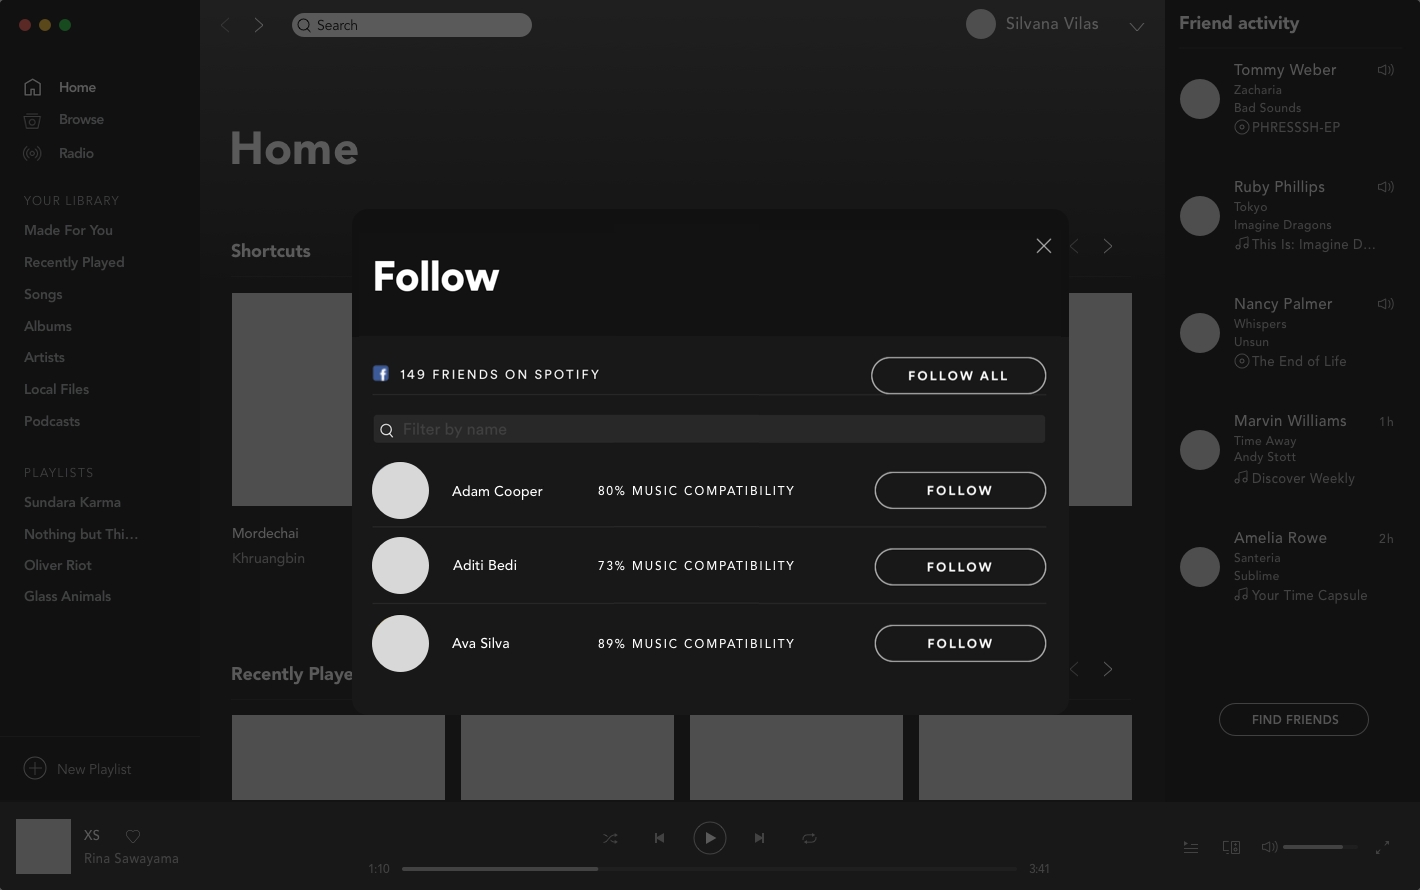 Search
Silvana Vilas
Home
Browse
Radio
YOUR LIBRARY
Made For You
Recently Played
Songs
Albums
Artists
Local Files
Podcasts
PLAYLISTS
Sundara Karma
Nothing but Thi...
Oliver Riot
Glass Animals
New Playlist
Home
Shortcuts
Mordechai
Khruangbin
Recently Playe
Follow
f 149 FRIENDS ON SPOTIFY
FOLLOW ALL
Filter by name
Adam Cooper 80% MUSIC COMPATIBILITY FOLLOW
Aditi Bedi 73% MUSIC COMPATIBILITY FOLLOW
Ava Silva 89% MUSIC COMPATIBILITY FOLLOW
Friend activity
Tommy Weber
Zacharia
Bad Sounds
PHRESSSH-EP
Ruby Phillips
Tokyo
Imagine Dragons
This Is: Imagine D...
Nancy Palmer
Whispers
Unsun
The End of Life
Marvin Williams 1h
Time Away
Andy Stott
Discover Weekly
Amelia Rowe 2h
Santeria
Sublime
Your Time Capsule
FIND FRIENDS
XS
Rina Sawayama
1:10
3:41